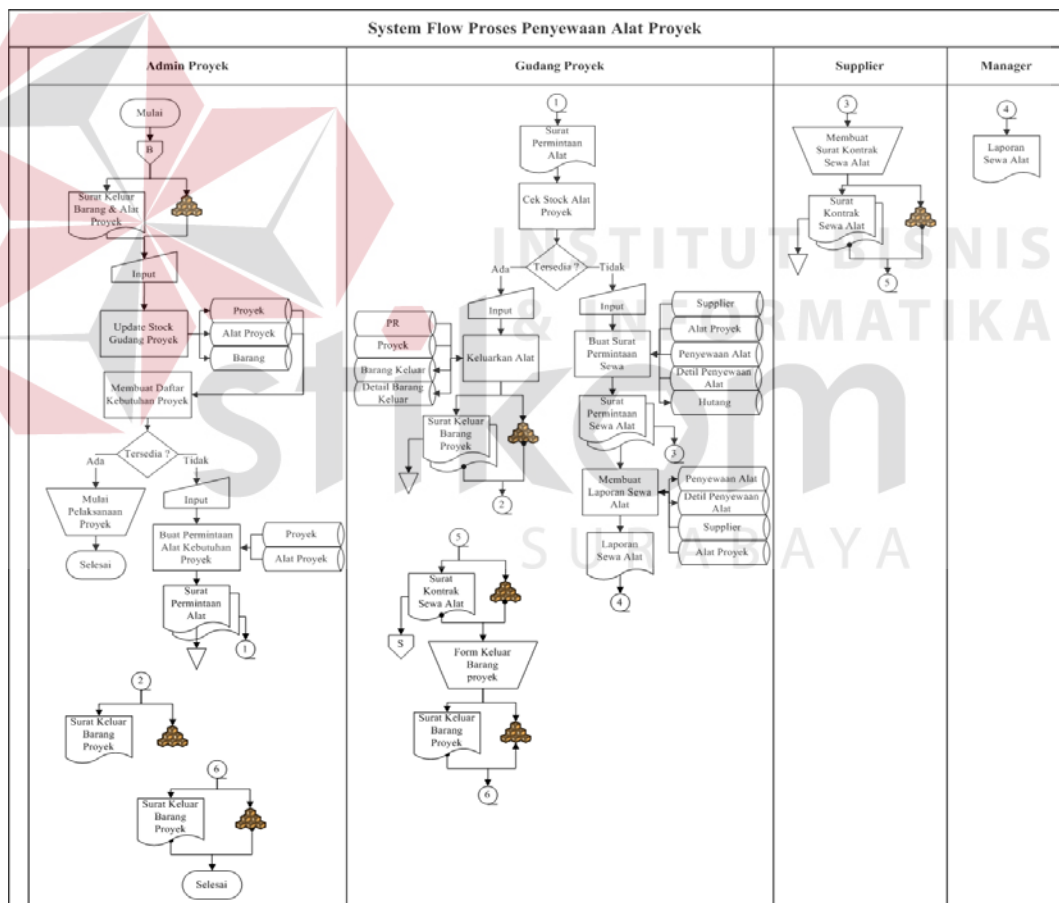 System Flow Proses Penyewaan Alat Proyek
Admin Proyek
Gudang Proyek
Supplier
Manager
Mulai
B
Surat Keluar
Barang & Alat
Proyek
Input
Update Stock
Gudang Proyek
Proyek
Alat Proyek
Barang
Membuat Daftar
Kebutuhan Proyek
Tersedia ?
Ada
Tidak
Mulai
Pelaksanaan
Proyek
Selesai
Input
Buat Permintaan
Alat Kebutuhan
Proyek
Proyek
Alat Proyek
Surat
Permintaan
Alat
1
2
Surat Keluar
Barang
Proyek
6
Surat Keluar
Barang
Proyek
Selesai
1
Surat
Permintaan
Alat
Cek Stock Alat
Proyek
Tersedia ?
Ada
Tidak
Input
PR
Proyek
Barang Keluar
Detail Barang
Keluar
Keluarkan Alat
Surat Keluar
Barang
Proyek
2
Input
Buat Surat
Permintaan
Sewa
Supplier
Alat Proyek
Penyewaan Alat
Detil Penyewaan
Alat
Hutang
Surat
Permintaan
Sewa Alat
3
Membuat
Laporan Sewa
Alat
Penyewaan Alat
Detil Penyewaan
Alat
Supplier
Alat Proyek
Laporan
Sewa Alat
4
5
Surat
Kontrak
Sewa Alat
S
Form Keluar
Barang
proyek
Surat Keluar
Barang
Proyek
6
3
Membuat
Surat Kontrak
Sewa Alat
Surat
Kontrak
Sewa Alat
5
4
Laporan
Sewa Alat
INSTITUT BISNIS
& INFORMATIKA
stikom
SURABAYA